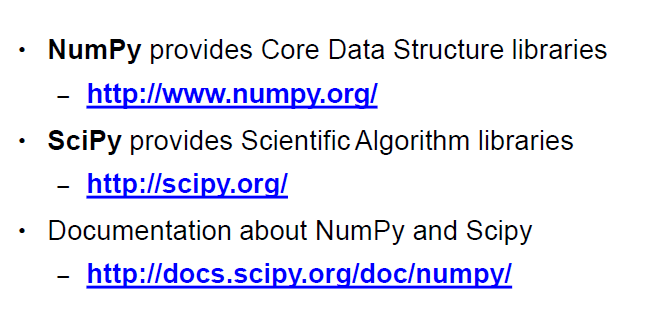 • NumPy provides Core Data Structure libraries
– http://www.numpy.org/
• SciPy provides Scientific Algorithm libraries
– http://scipy.org/
• Documentation about NumPy and Scipy
– http://docs.scipy.org/doc/numpy/